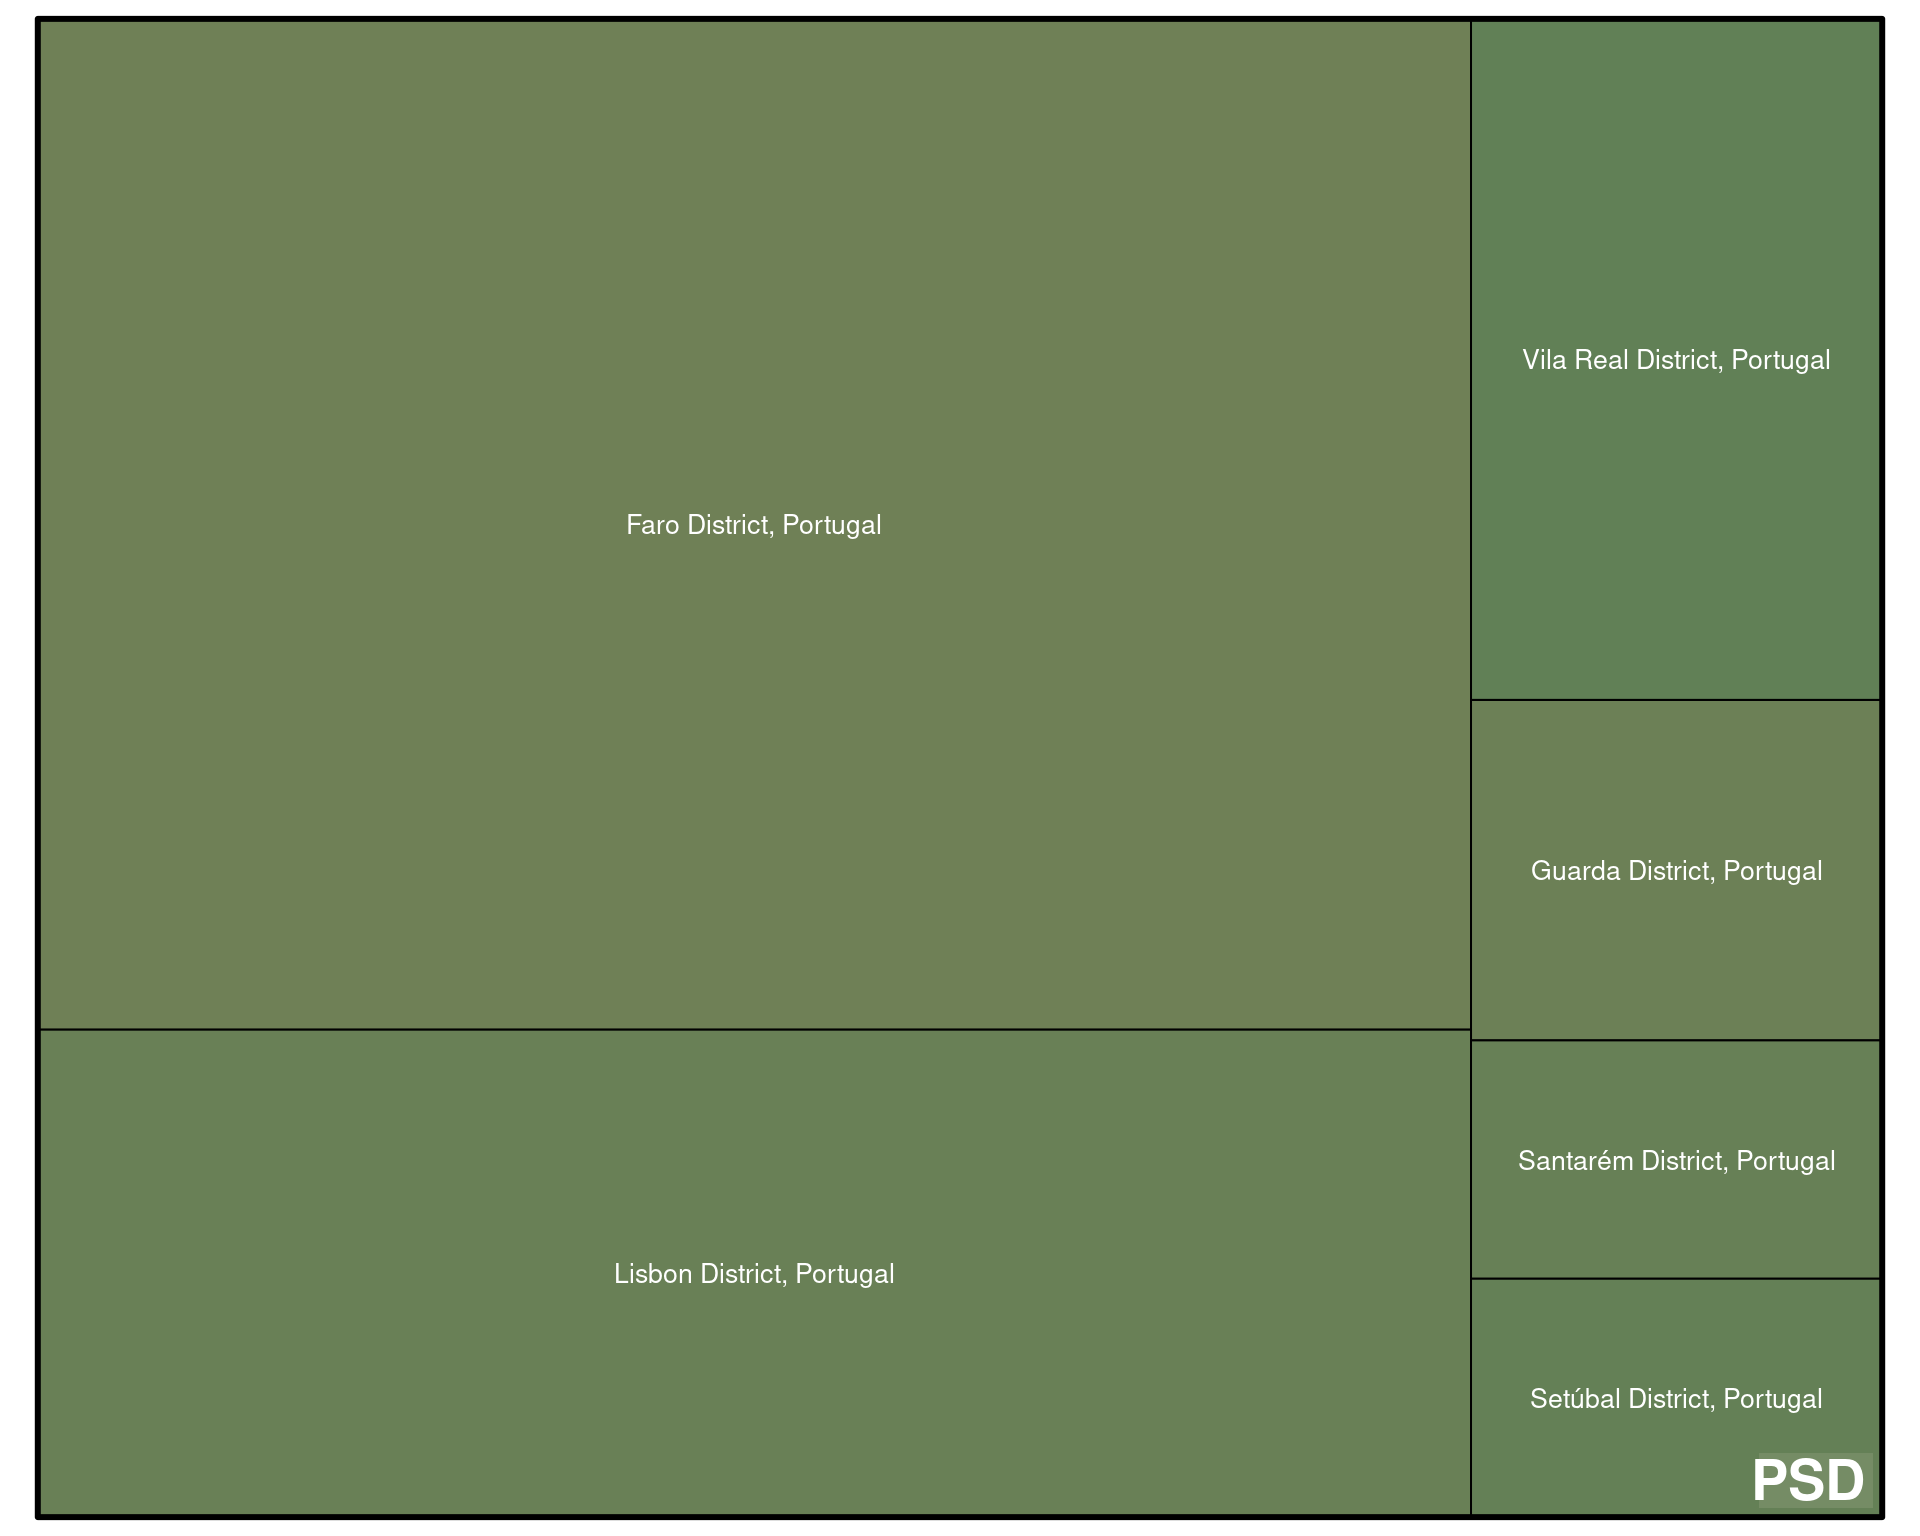 Faro District, Portugal
Vila Real District, Portugal
Guarda District, Portugal
Santarém District, Portugal
Lisbon District, Portugal
Setúbal District, Portugal
PSD